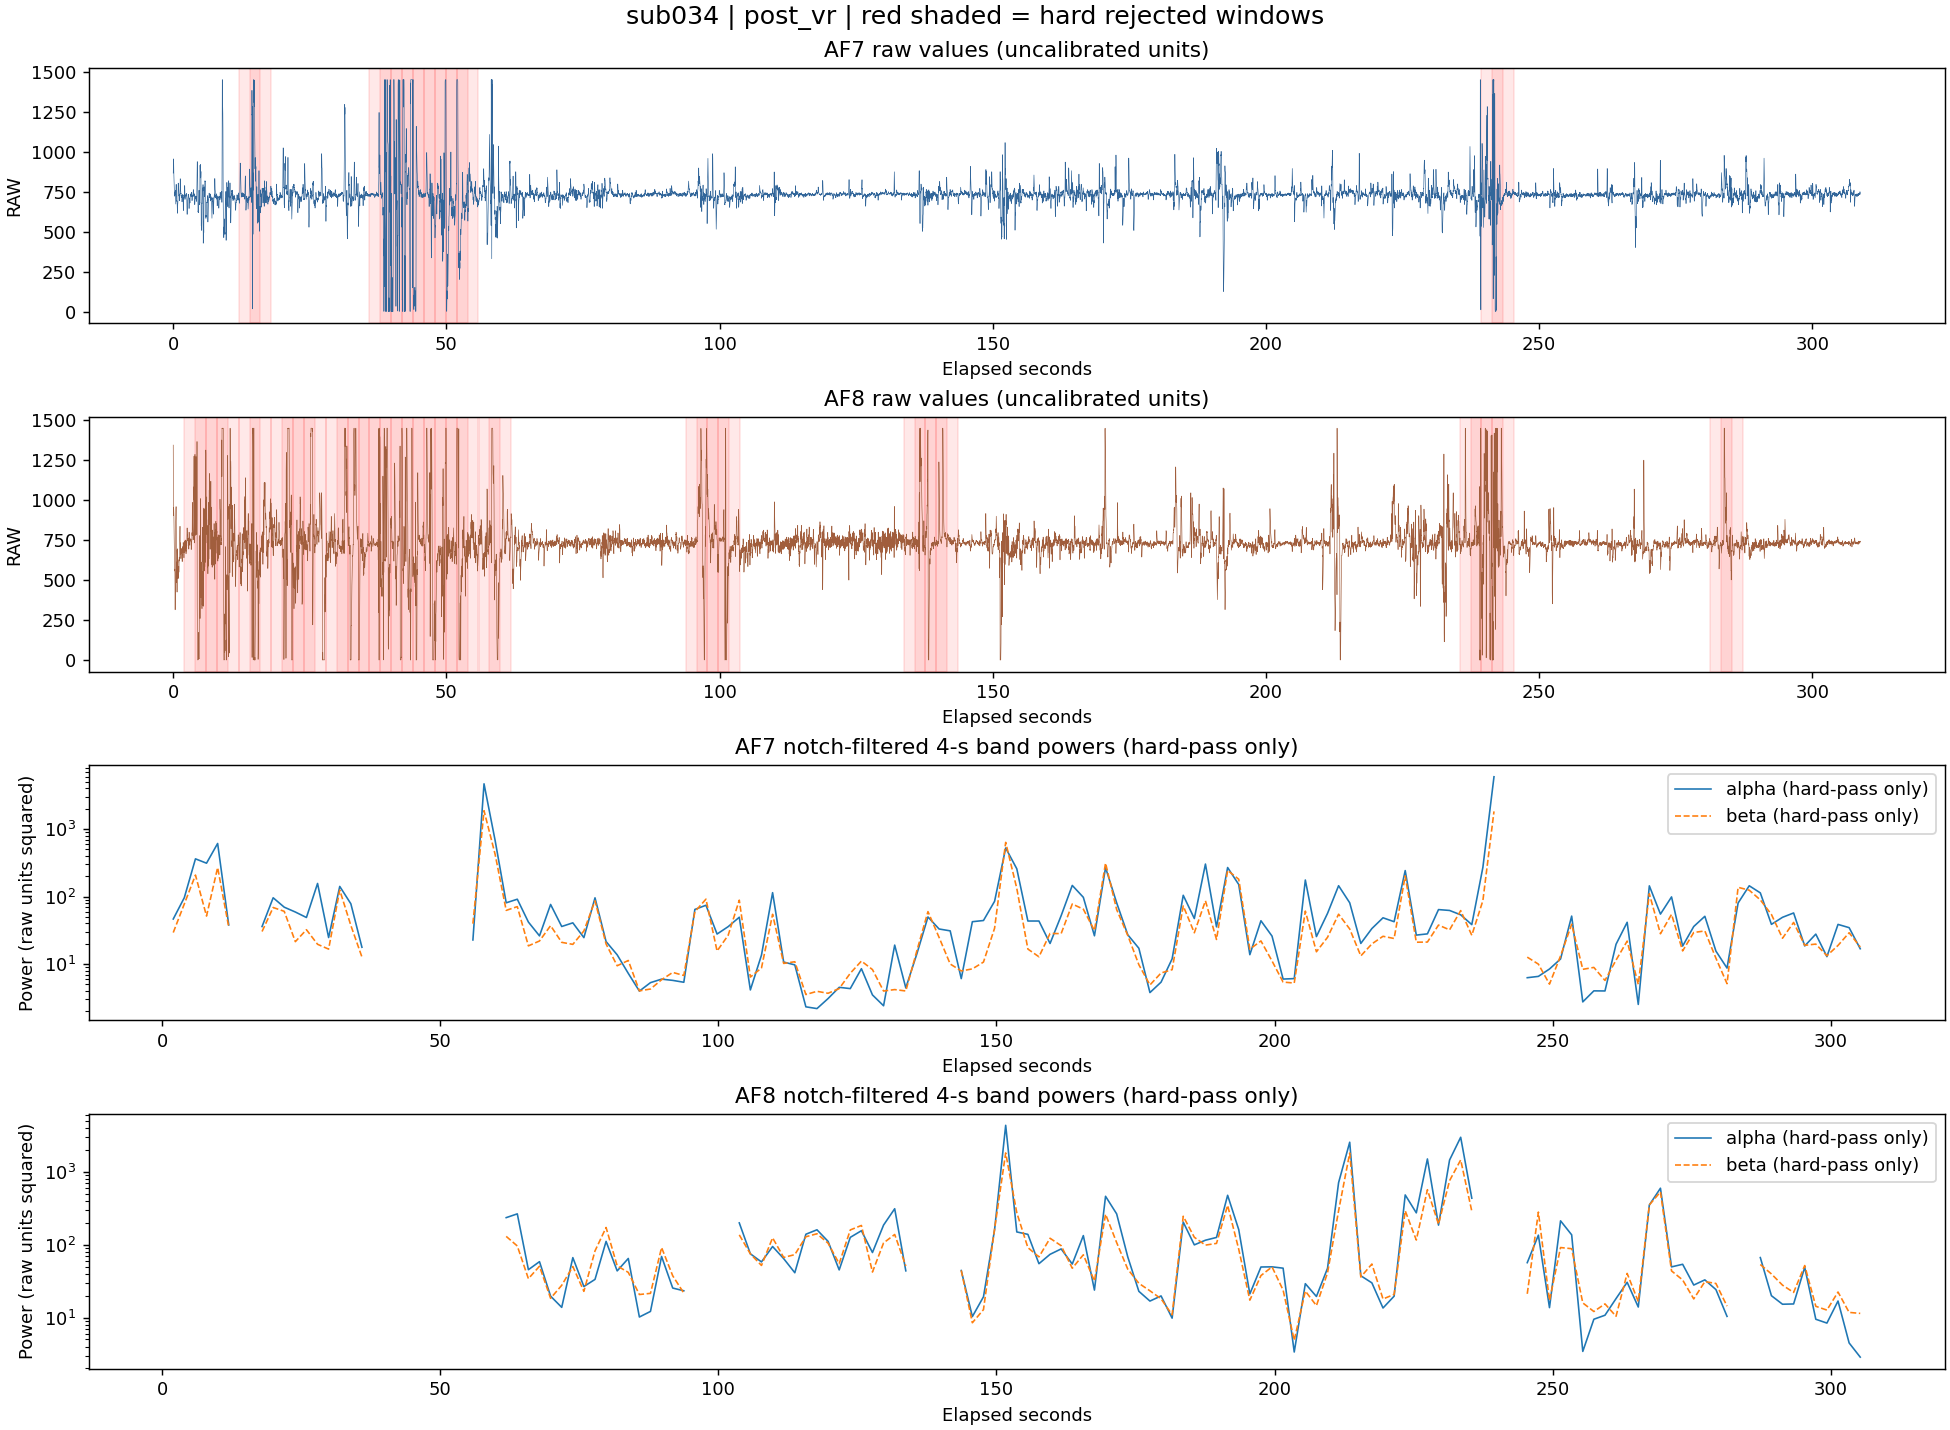 sub034 | post_vr | red shaded = hard rejected windows
AF7 raw values (uncalibrated units)
RAW
1500
1250
1000
750
500
250
0
0 50 100 150 200 250 300
Elapsed seconds
AF8 raw values (uncalibrated units)
RAW
1500
1250
1000
750
500
250
0
0 50 100 150 200 250 300
Elapsed seconds
AF7 notch-filtered 4-s band powers (hard-pass only)
Power (raw units squared)
10³
10²
10¹
alpha (hard-pass only)
beta (hard-pass only)
0 50 100 150 200 250 300
Elapsed seconds
AF8 notch-filtered 4-s band powers (hard-pass only)
Power (raw units squared)
10³
10²
10¹
alpha (hard-pass only)
beta (hard-pass only)
0 50 100 150 200 250 300
Elapsed seconds